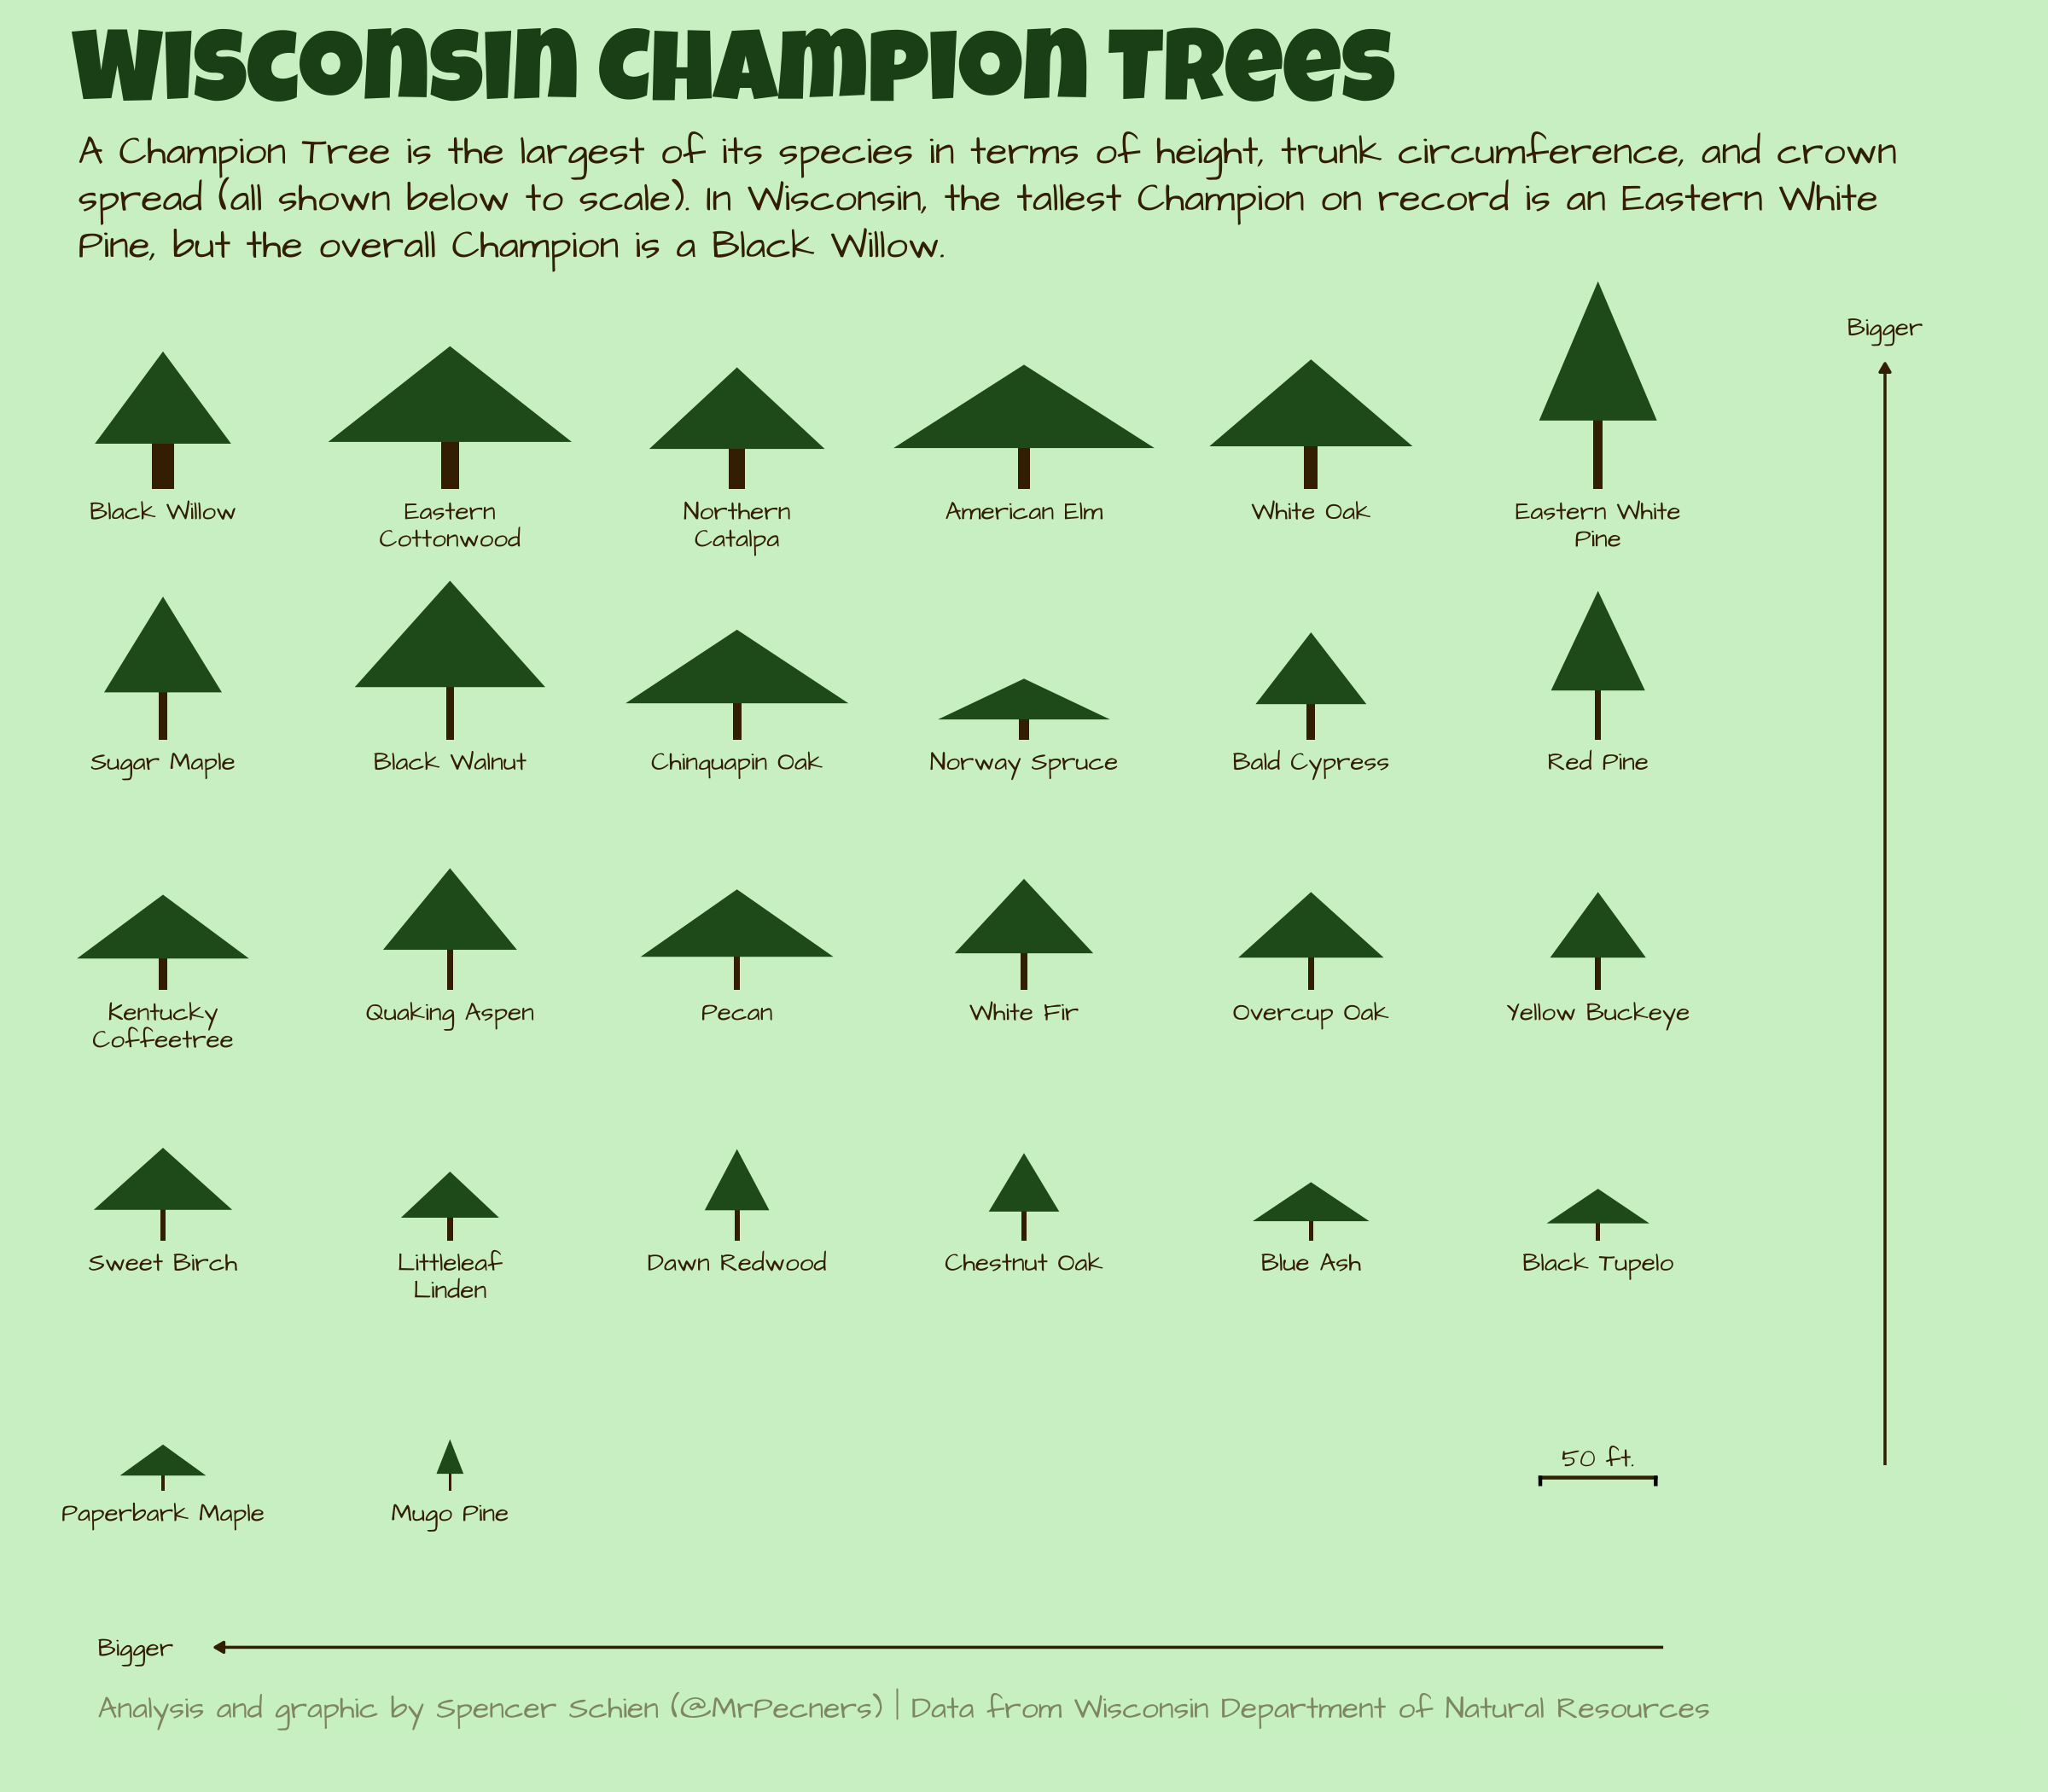 Wisconsin Champion Trees
A Champion Tree is the largest of its species in terms of height, trunk circumference, and crown
spread (all shown below to scale). In Wisconsin, the tallest Champion on record is an Eastern White
Pine, but the overall Champion is a Black Willow.
Bigger
Black Willow
Eastern
Cottonwood
Northern
Catalpa
American Elm
White Oak
Eastern White
Pine
Sugar Maple
Black Walnut
Chinquapin Oak
Norway Spruce
Bald Cypress
Red Pine
Kentucky
Coffeetree
Quaking Aspen
Pecan
White Fir
Overcup Oak
Yellow Buckeye
Sweet Birch
Littleleaf
Linden
Dawn Redwood
Chestnut Oak
Blue Ash
Black Tupelo
Paperbark Maple
Mugo Pine
50 ft.
Bigger
Analysis and graphic by Spencer Schien (@MrPecners) | Data from Wisconsin Department of Natural Resources